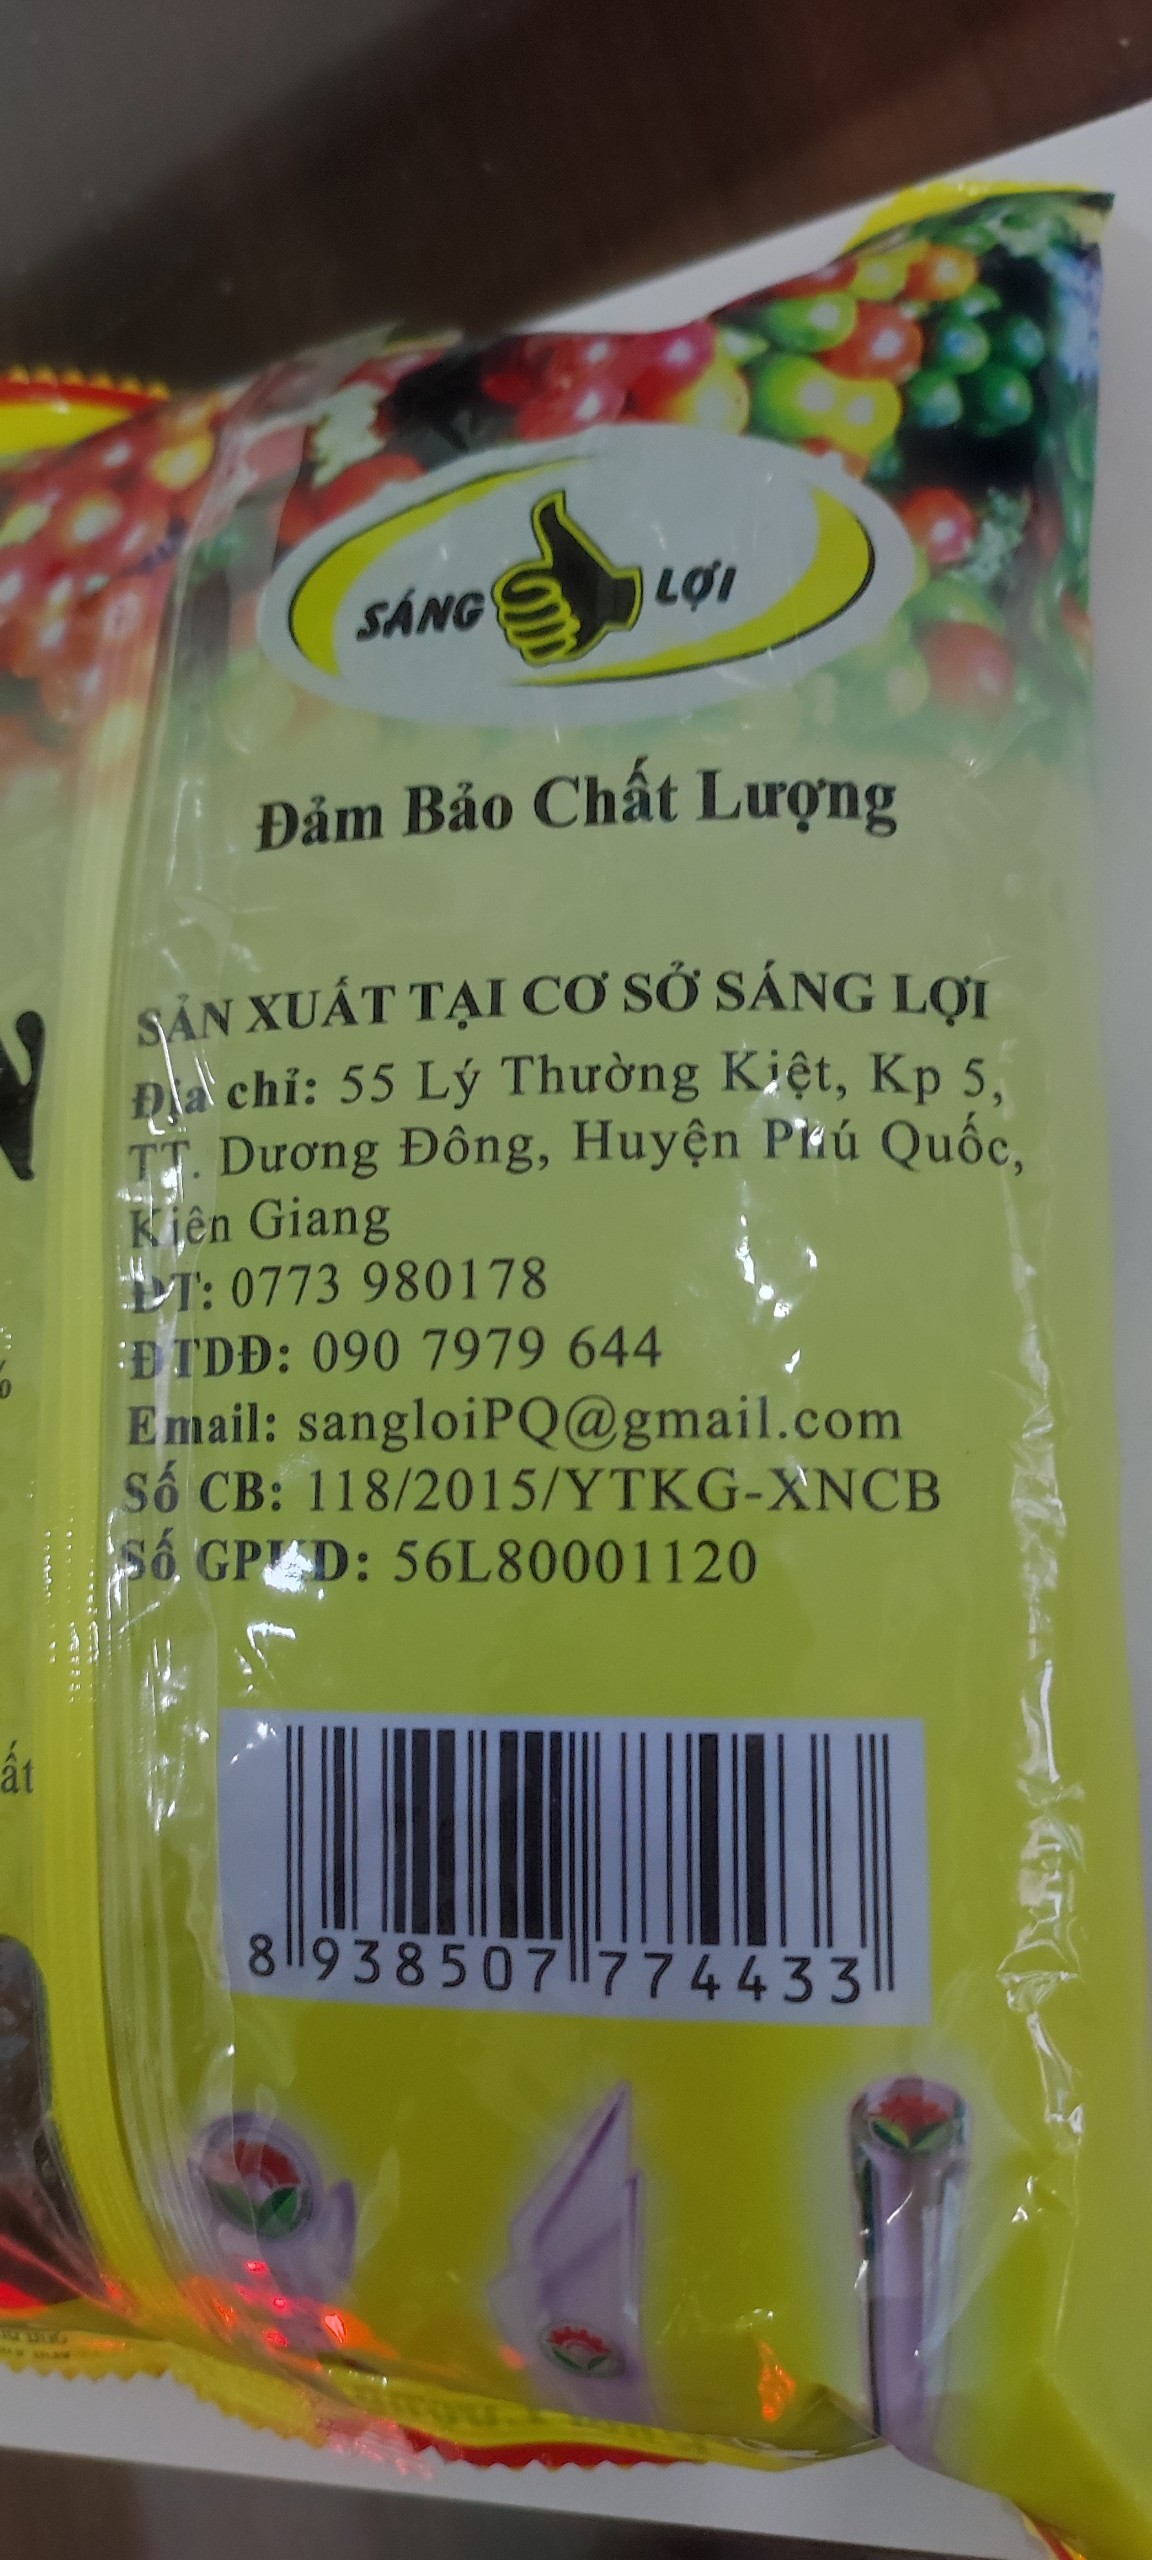 SÁNG LỢI
Đảm Bảo Chất Lượng
SẢN XUẤT TẠI CƠ SỞ SÁNG LỢI
Địa chỉ: 55 Lý Thường Kiệt, Kp 5,
TT. Dương Đông, Huyện Phú Quốc,
Kiên Giang
ĐT: 0773 980178
ĐTDĐ: 090 7979 644
Email: sangloiPQ@gmail.com
Số CB: 118/2015/YTKG-XNCB
Số GPKD: 56L80001120
8 938507 774433